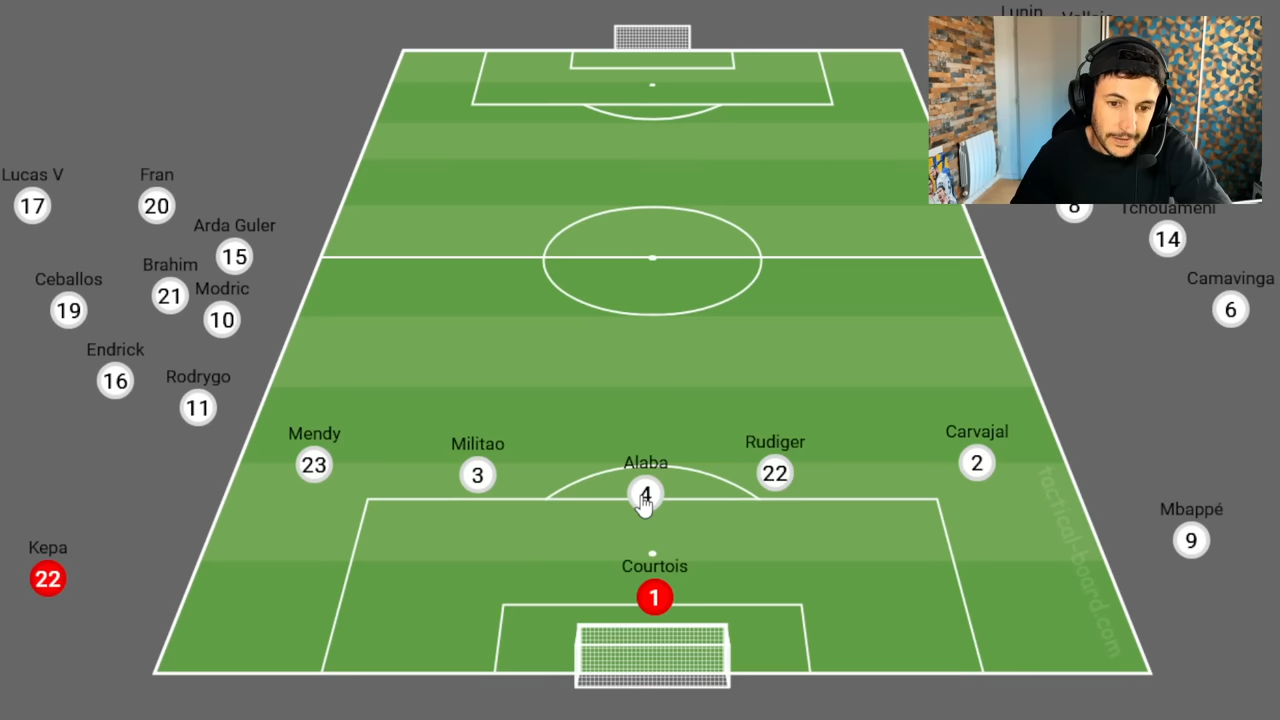 Lucas V
17
Fran
20
Arda Guler
15
Brahim
21
Modric
10
Ceballos
19
Endrick
16
Rodrygo
11
Lunin
8
Tchouameni
14
Camavinga
6
Mendy
23
Militao
3
Alaba
4
Rudiger
22
Carvajal
2
Mbappé
9
Kepa
22
Courtois
1
tactical-board.com